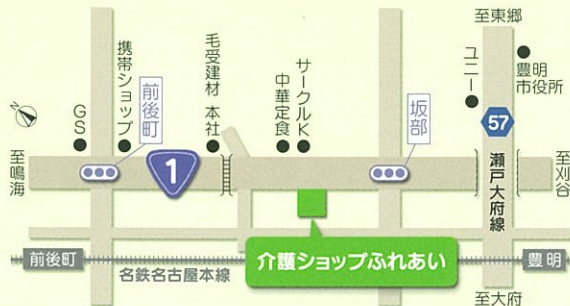 至東郷
携帯ショップ
前後町
毛受建材 本社
サークルK
中華定食
坂部
ユニー
豊明
市役所
GS
57
至鳴海
1
瀬戸大府線
至刈谷
介護ショップふれあい
前後町
名鉄名古屋本線
豊明
至大府